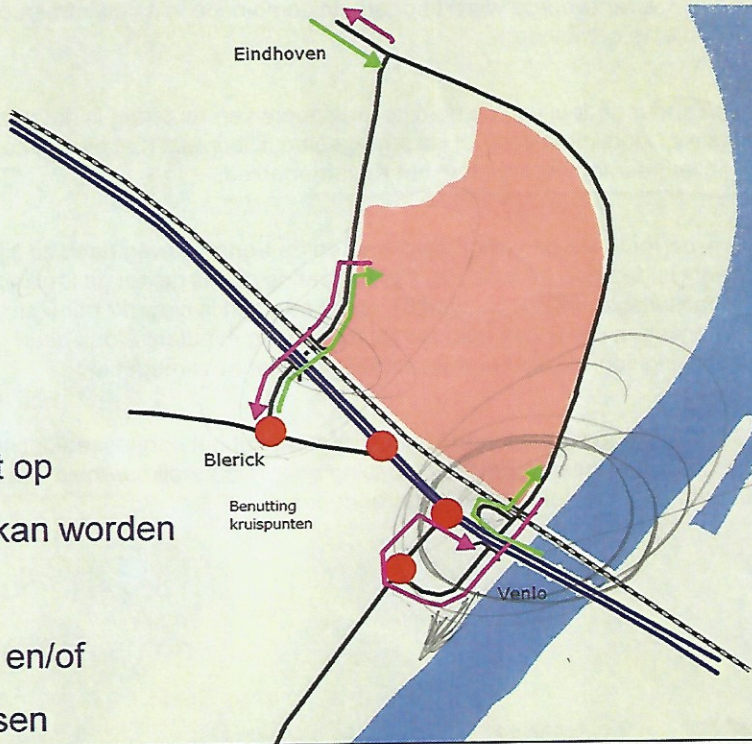 Eindhoven
Blerick
Benutting
kruispunten
t op
kan worden
Venlo
en/of
sen